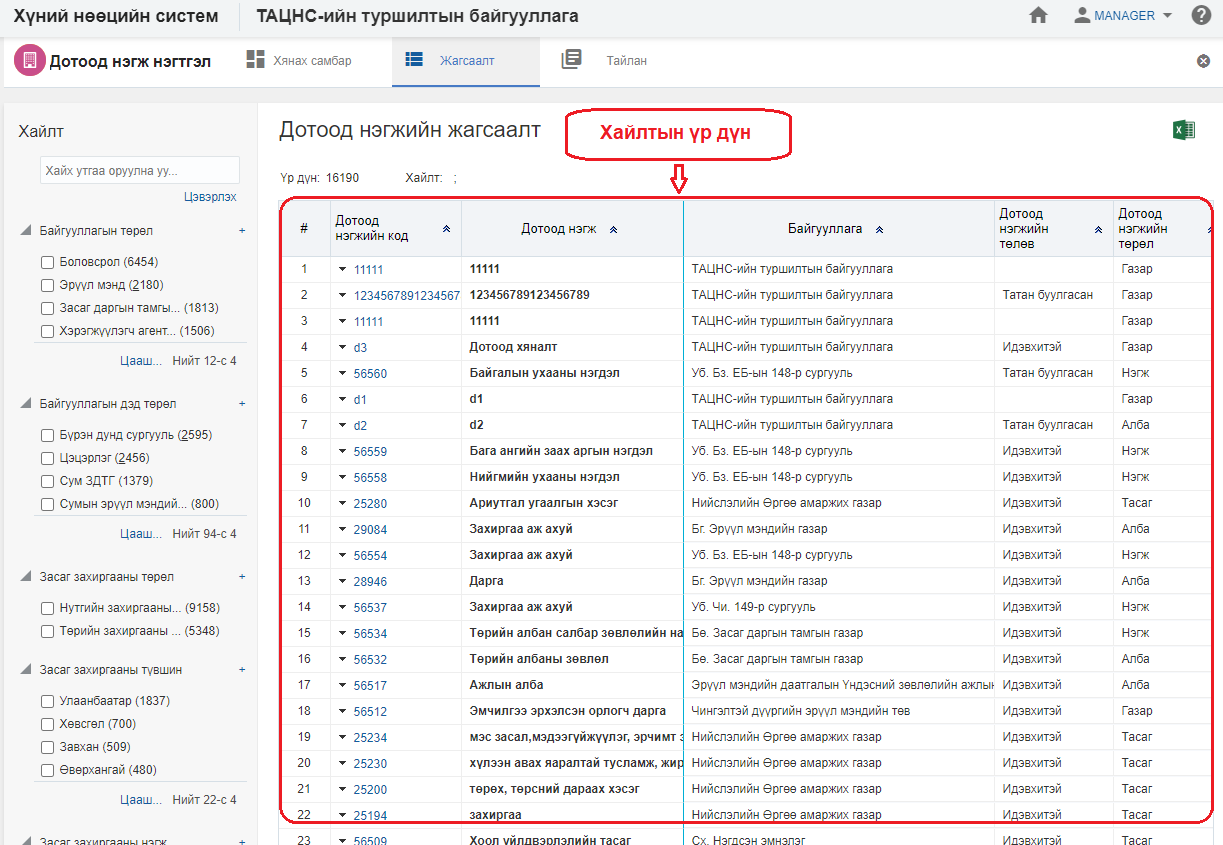 Хүний нөөцийн систем ТАЦНС-ийн туршилтын байгууллага MANAGER
Дотоод нэгж нэгтгэл Хянах самбар Жагсаалт Тайлан
Хайлт
Хайх утгаа оруулна уу...
Цэвэрлэх
Байгууллагын төрөл +
Боловсрол (6454)
Эрүүл мэнд (2180)
Засаг даргын тамгы... (1813)
Хэрэгжүүлэгч агент... (1506)
Цааш... Нийт 12-с 4
Байгууллагын дэд төрөл +
Бүрэн дунд сургууль (2595)
Цэцэрлэг (2456)
Сум ЗДТГ (1379)
Сумын эрүүл мэндий... (800)
Цааш... Нийт 94-с 4
Засаг захиргааны төрөл +
Нутгийн захиргааны... (9158)
Төрийн захиргааны ... (5348)
Засаг захиргааны түвшин +
Улаанбаатар (1837)
Хөвсгөл (700)
Завхан (509)
Өвөрхангай (480)
Цааш... Нийт 22-с 4
Засаг захиргааны нэгж +
Дотоод нэгжийн жагсаалт
Хайлтын үр дүн
Үр дүн: 16190 Хайлт: ;
# Дотоод нэгжийн код Дотоод нэгж Байгууллага Дотоод нэгжийн төлөв Дотоод нэгжийн төрөл
1 11111 11111 ТАЦНС-ийн туршилтын байгууллага Газар
2 1234567891234567 123456789123456789 ТАЦНС-ийн туршилтын байгууллага Татан буулгасан Газар
3 11111 11111 ТАЦНС-ийн туршилтын байгууллага Газар
4 d3 Дотоод хяналт ТАЦНС-ийн туршилтын байгууллага Идэвхитэй Газар
5 56560 Байгалын ухааны нэгдэл Уб. Бз. ЕБ-ын 148-р сургууль Татан буулгасан Нэгж
6 d1 d1 ТАЦНС-ийн туршилтын байгууллага Газар
7 d2 d2 ТАЦНС-ийн туршилтын байгууллага Татан буулгасан Алба
8 56559 Бага ангийн заах аргын нэгдэл Уб. Бз. ЕБ-ын 148-р сургууль Идэвхитэй Нэгж
9 56558 Нийгмийн ухааны нэгдэл Уб. Бз. ЕБ-ын 148-р сургууль Идэвхитэй Нэгж
10 25280 Ариутгал угаалгын хэсэг Нийслэлийн Өргөө амаржих газар Идэвхитэй Тасаг
11 29084 Захиргаа аж ахуй Бг. Эрүүл мэндийн газар Идэвхитэй Алба
12 56554 Захиргаа аж ахуй Уб. Бз. ЕБ-ын 148-р сургууль Идэвхитэй Нэгж
13 28946 Дарга Бг. Эрүүл мэндийн газар Идэвхитэй Алба
14 56537 Захиргаа аж ахуй Уб. Чи. 149-р сургууль Идэвхитэй Нэгж
15 56534 Төрийн албан салбар зөвлөлийн на Бө. Засаг даргын тамгын газар Идэвхитэй Нэгж
16 56532 Төрийн албаны зөвлөл Бө. Засаг даргын тамгын газар Идэвхитэй Алба
17 56517 Ажлын алба Эрүүл мэндийн даатгалын Үндэсний зөвлөлийн ажлын Идэвхитэй Алба
18 56512 Эмчилгээ эрхэлсэн орлогч дарга Чингэлтэй дүүргийн эрүүл мэндийн төв Идэвхитэй Газар
19 25234 мэс засал,мэдээгүйжүүлэг, эрчимт э Нийслэлийн Өргөө амаржих газар Идэвхитэй Тасаг
20 25230 хүлээн авах яаралтай тусламж, жир Нийслэлийн Өргөө амаржих газар Идэвхитэй Тасаг
21 25200 төрөх, төрсний дараах хэсэг Нийслэлийн Өргөө амаржих газар Идэвхитэй Тасаг
22 25194 захиргаа Нийслэлийн Өргөө амаржих газар Идэвхитэй Тасаг
23 56509 Хоол үйлдвэрлэлийн тасаг Сх. Нэгдсэн эмнэлэг Идэвхитэй Тасаг